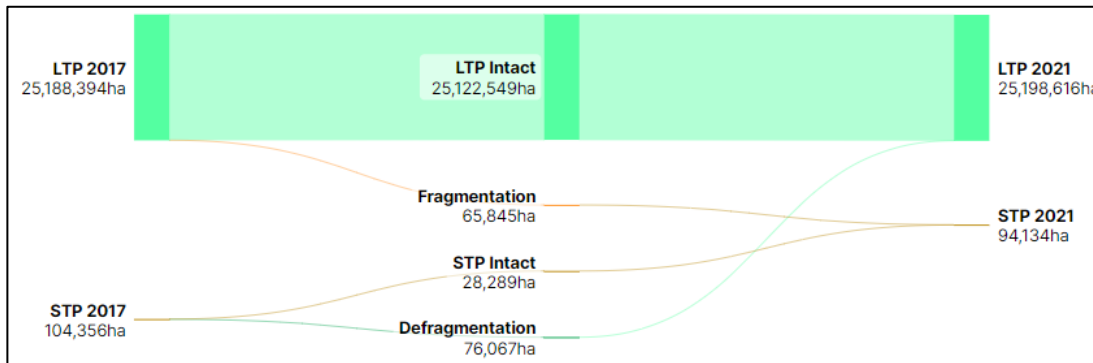 LTP 2017
25,188,394ha
LTP Intact
25,122,549ha
LTP 2021
25,198,616ha
Fragmentation
65,845ha
STP 2021
94,134ha
STP Intact
28,289ha
STP 2017
104,356ha
Defragmentation
76,067ha